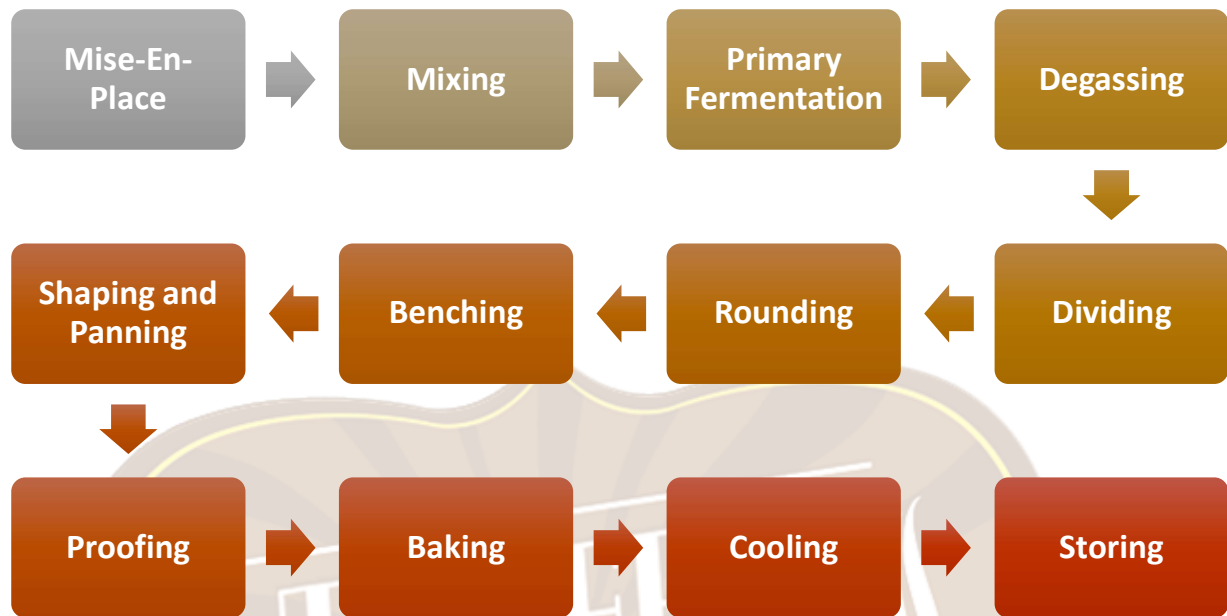 Mise-En-
Place
Mixing
Primary
Fermentation
Degassing
Dividing
Rounding
Benching
Shaping and
Panning
Proofing
Baking
Cooling
Storing